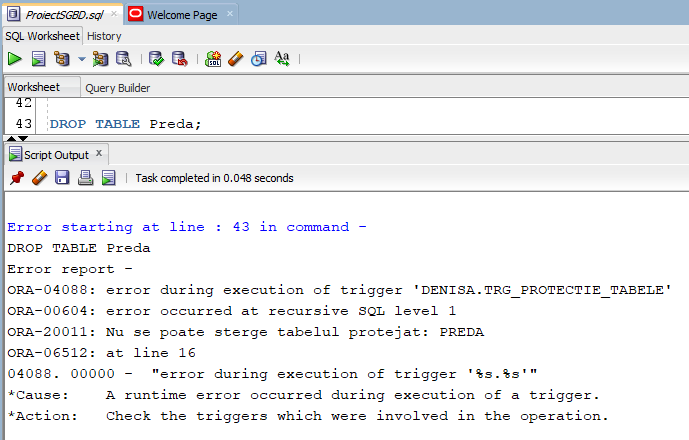 ProiectSGBD.sql × Welcome Page ×
SQL Worksheet History
SQL Aa
Worksheet Query Builder
42
43 DROP TABLE Preda;
Script Output ×
Task completed in 0.048 seconds
Error starting at line : 43 in command -
DROP TABLE Preda
Error report -
ORA-04088: error during execution of trigger 'DENISA.TRG_PROTECTIE_TABELE'
ORA-00604: error occurred at recursive SQL level 1
ORA-20011: Nu se poate sterge tabelul protejat: PREDA
ORA-06512: at line 16
04088. 00000 -  "error during execution of trigger '%s.%s'"
*Cause:    A runtime error occurred during execution of a trigger.
*Action:   Check the triggers which were involved in the operation.